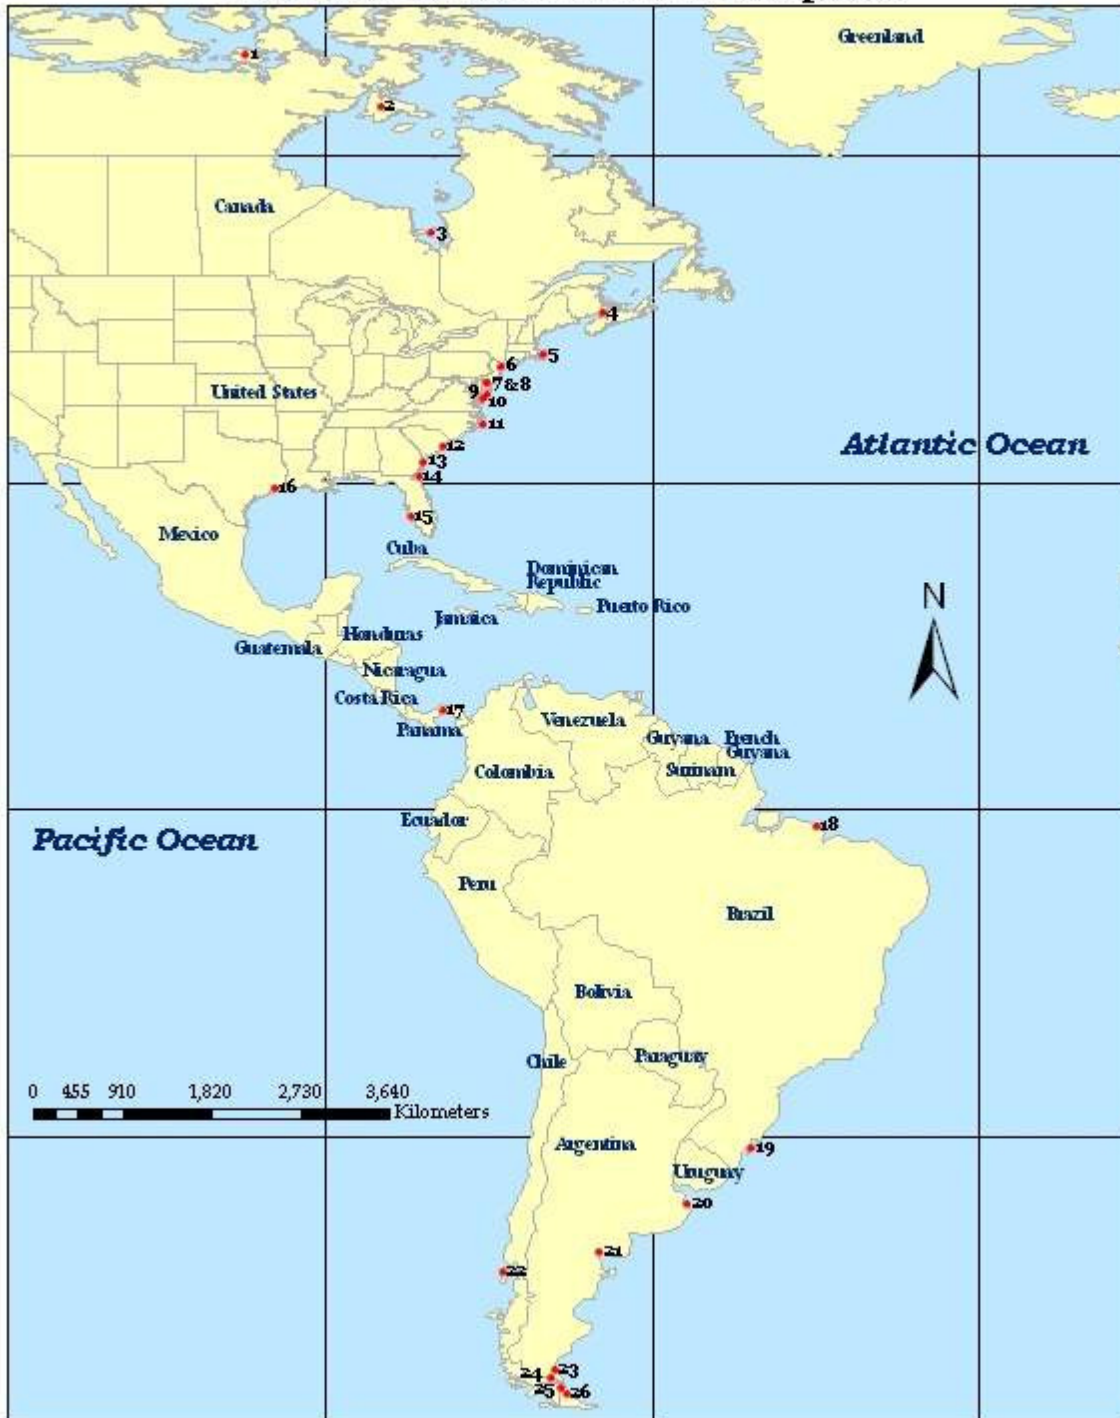 Greenland
1
2
Canada
3
4
5
6
7 & 8
United States
9
10
11
12
Atlantic Ocean
13
14
16
15
Mexico
Cuba
Dominican
Republic
N
Puerto Rico
Jamaica
Honduras
Guatemala
Nicaragua
Costa Rica
17
Panama
Venezuela
Guyana
French
Guyana
Surinam
Colombia
Ecuador
18
Pacific Ocean
Peru
Brazil
Bolivia
Chile
Paraguay
0 455 910 1,820 2,730 3,640
Kilometers
Argentina
19
Uruguay
20
21
22
23
24
25
26